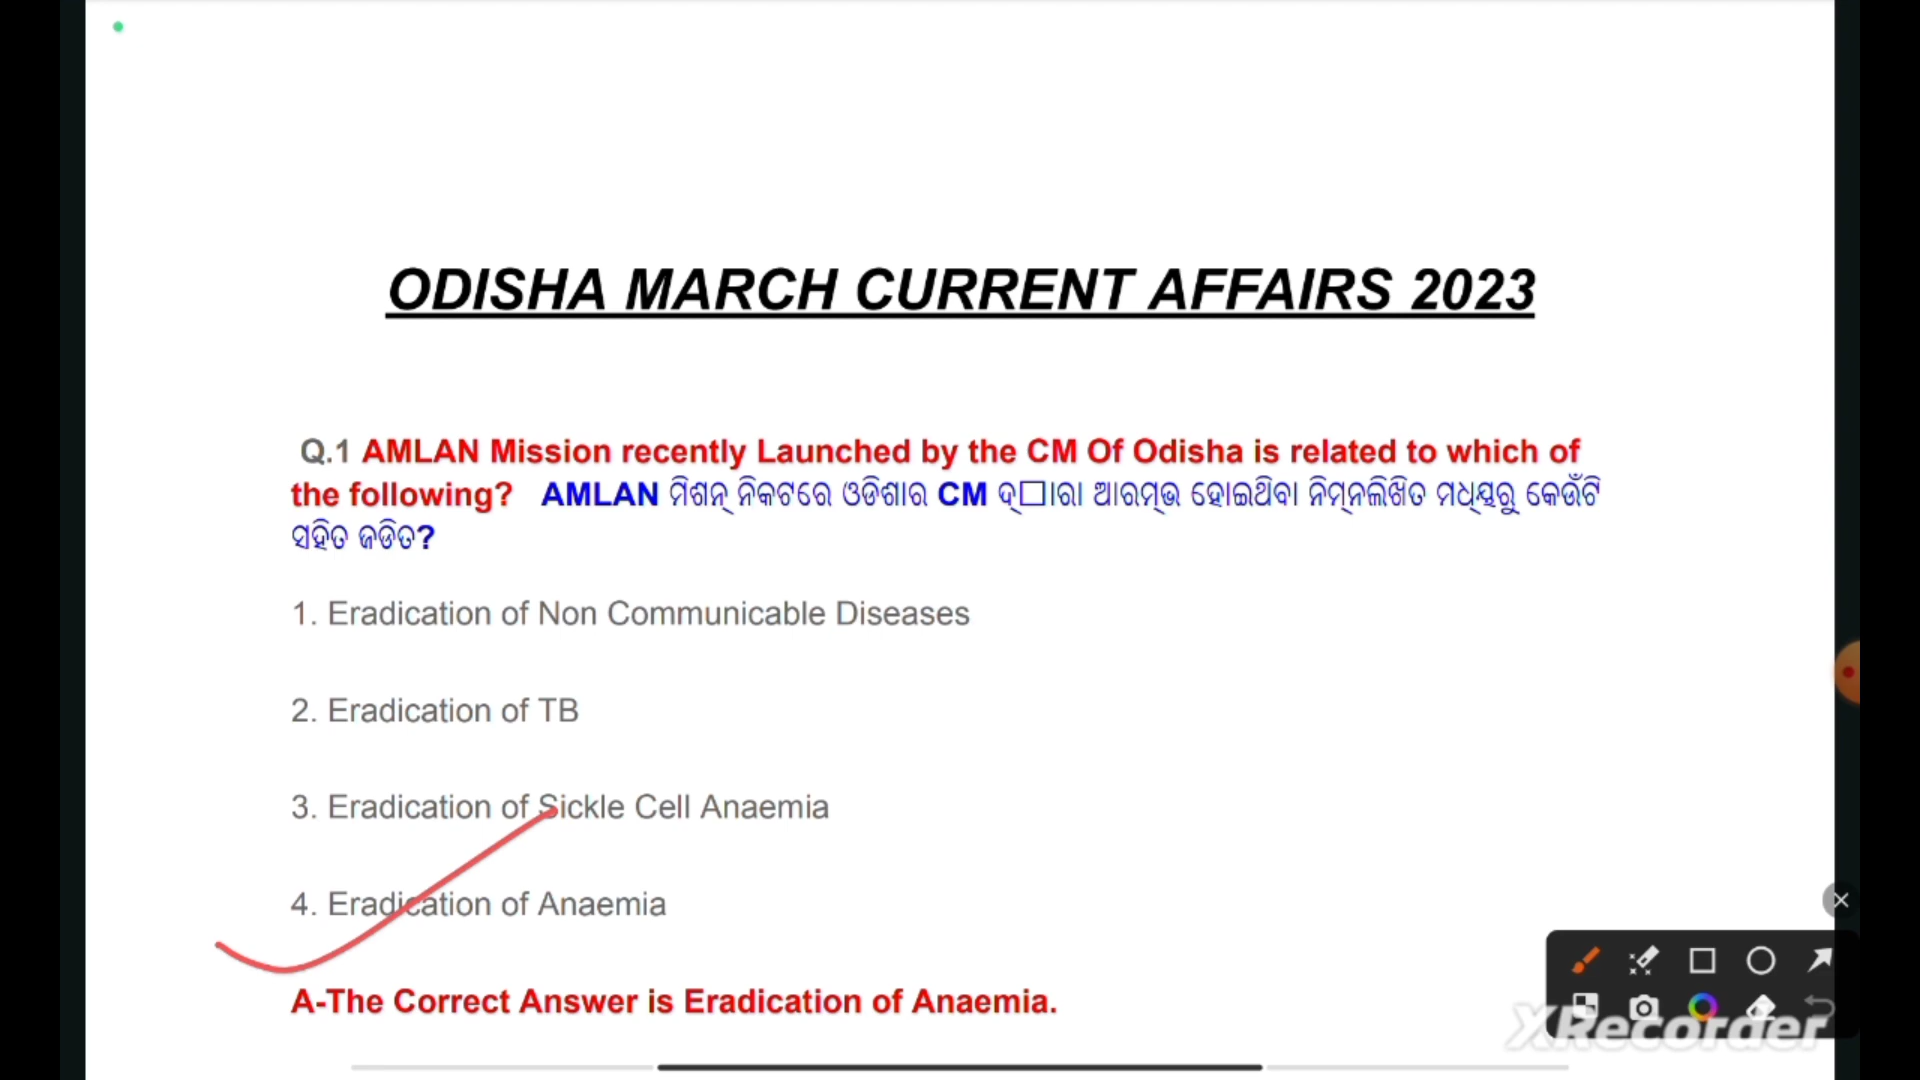 ODISHA MARCH CURRENT AFFAIRS 2023
Q.1 AMLAN Mission recently Launched by the CM Of Odisha is related to which of
the following? AMLAN ମିଶନ୍ ନିକଟରେ ଓଡିଶାର CM ଦ୍□ାରା ଆରମ୍ଭ ହୋଇଥିବା ନିମ୍ନଲିଖିତ ମଧ୍ୟରୁ କେଉଁଟି
ସହିତ ଜଡିତ?
1. Eradication of Non Communicable Diseases
2. Eradication of TB
3. Eradication of Sickle Cell Anaemia
4. Eradication of Anaemia
A-The Correct Answer is Eradication of Anaemia.
XRecorder